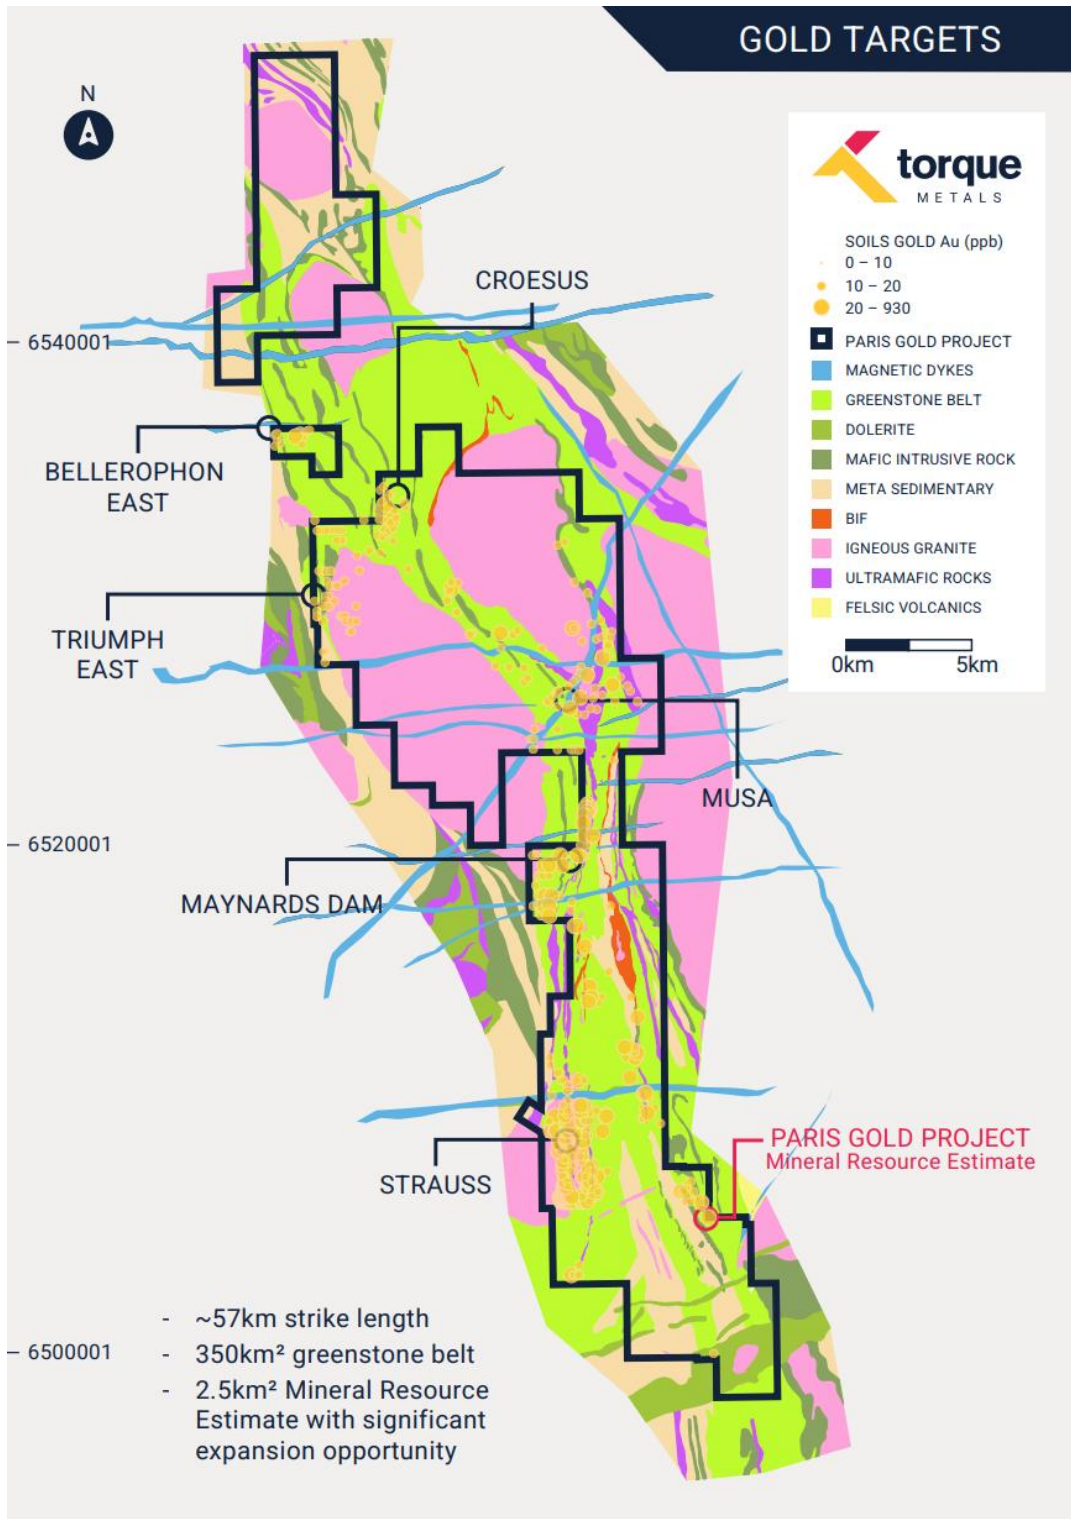 GOLD TARGETS
N
torque
METALS
SOILS GOLD Au (ppb)
0 – 10
10 – 20
20 – 930
PARIS GOLD PROJECT
MAGNETIC DYKES
GREENSTONE BELT
DOLERITE
MAFIC INTRUSIVE ROCK
META SEDIMENTARY
BIF
IGNEOUS GRANITE
ULTRAMAFIC ROCKS
FELSIC VOLCANICS
0km 5km
CROESUS
6540001
BELLEROPHON
EAST
TRIUMPH
EAST
MUSA
6520001
MAYNARDS DAM
PARIS GOLD PROJECT
Mineral Resource Estimate
STRAUSS
6500001
- ~57km strike length
- 350km² greenstone belt
- 2.5km² Mineral Resource
Estimate with significant
expansion opportunity